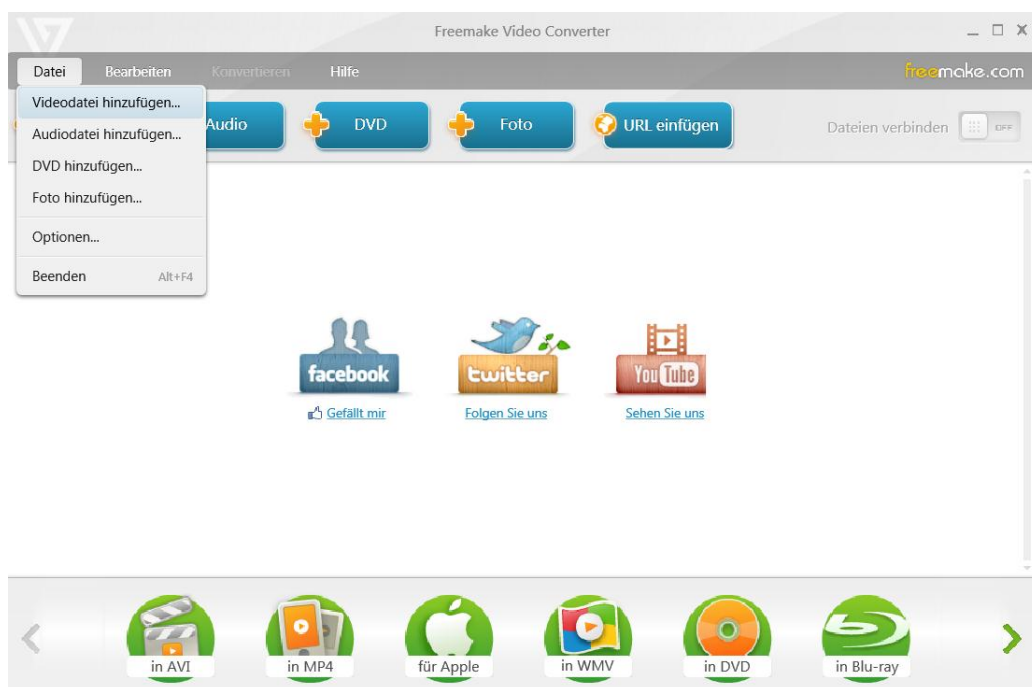 Freemake Video Converter
Datei Bearbeiten Konvertieren Hilfe
freemake.com
Videodatei hinzufügen...
Audiodatei hinzufügen...
DVD hinzufügen...
Foto hinzufügen...
Optionen...
Beenden Alt+F4
Audio DVD Foto URL einfügen
Dateien verbinden OFF
facebook twitter YouTube
Gefällt mir Folgen Sie uns Sehen Sie uns
in AVI in MP4 für Apple in WMV in DVD in Blu-ray